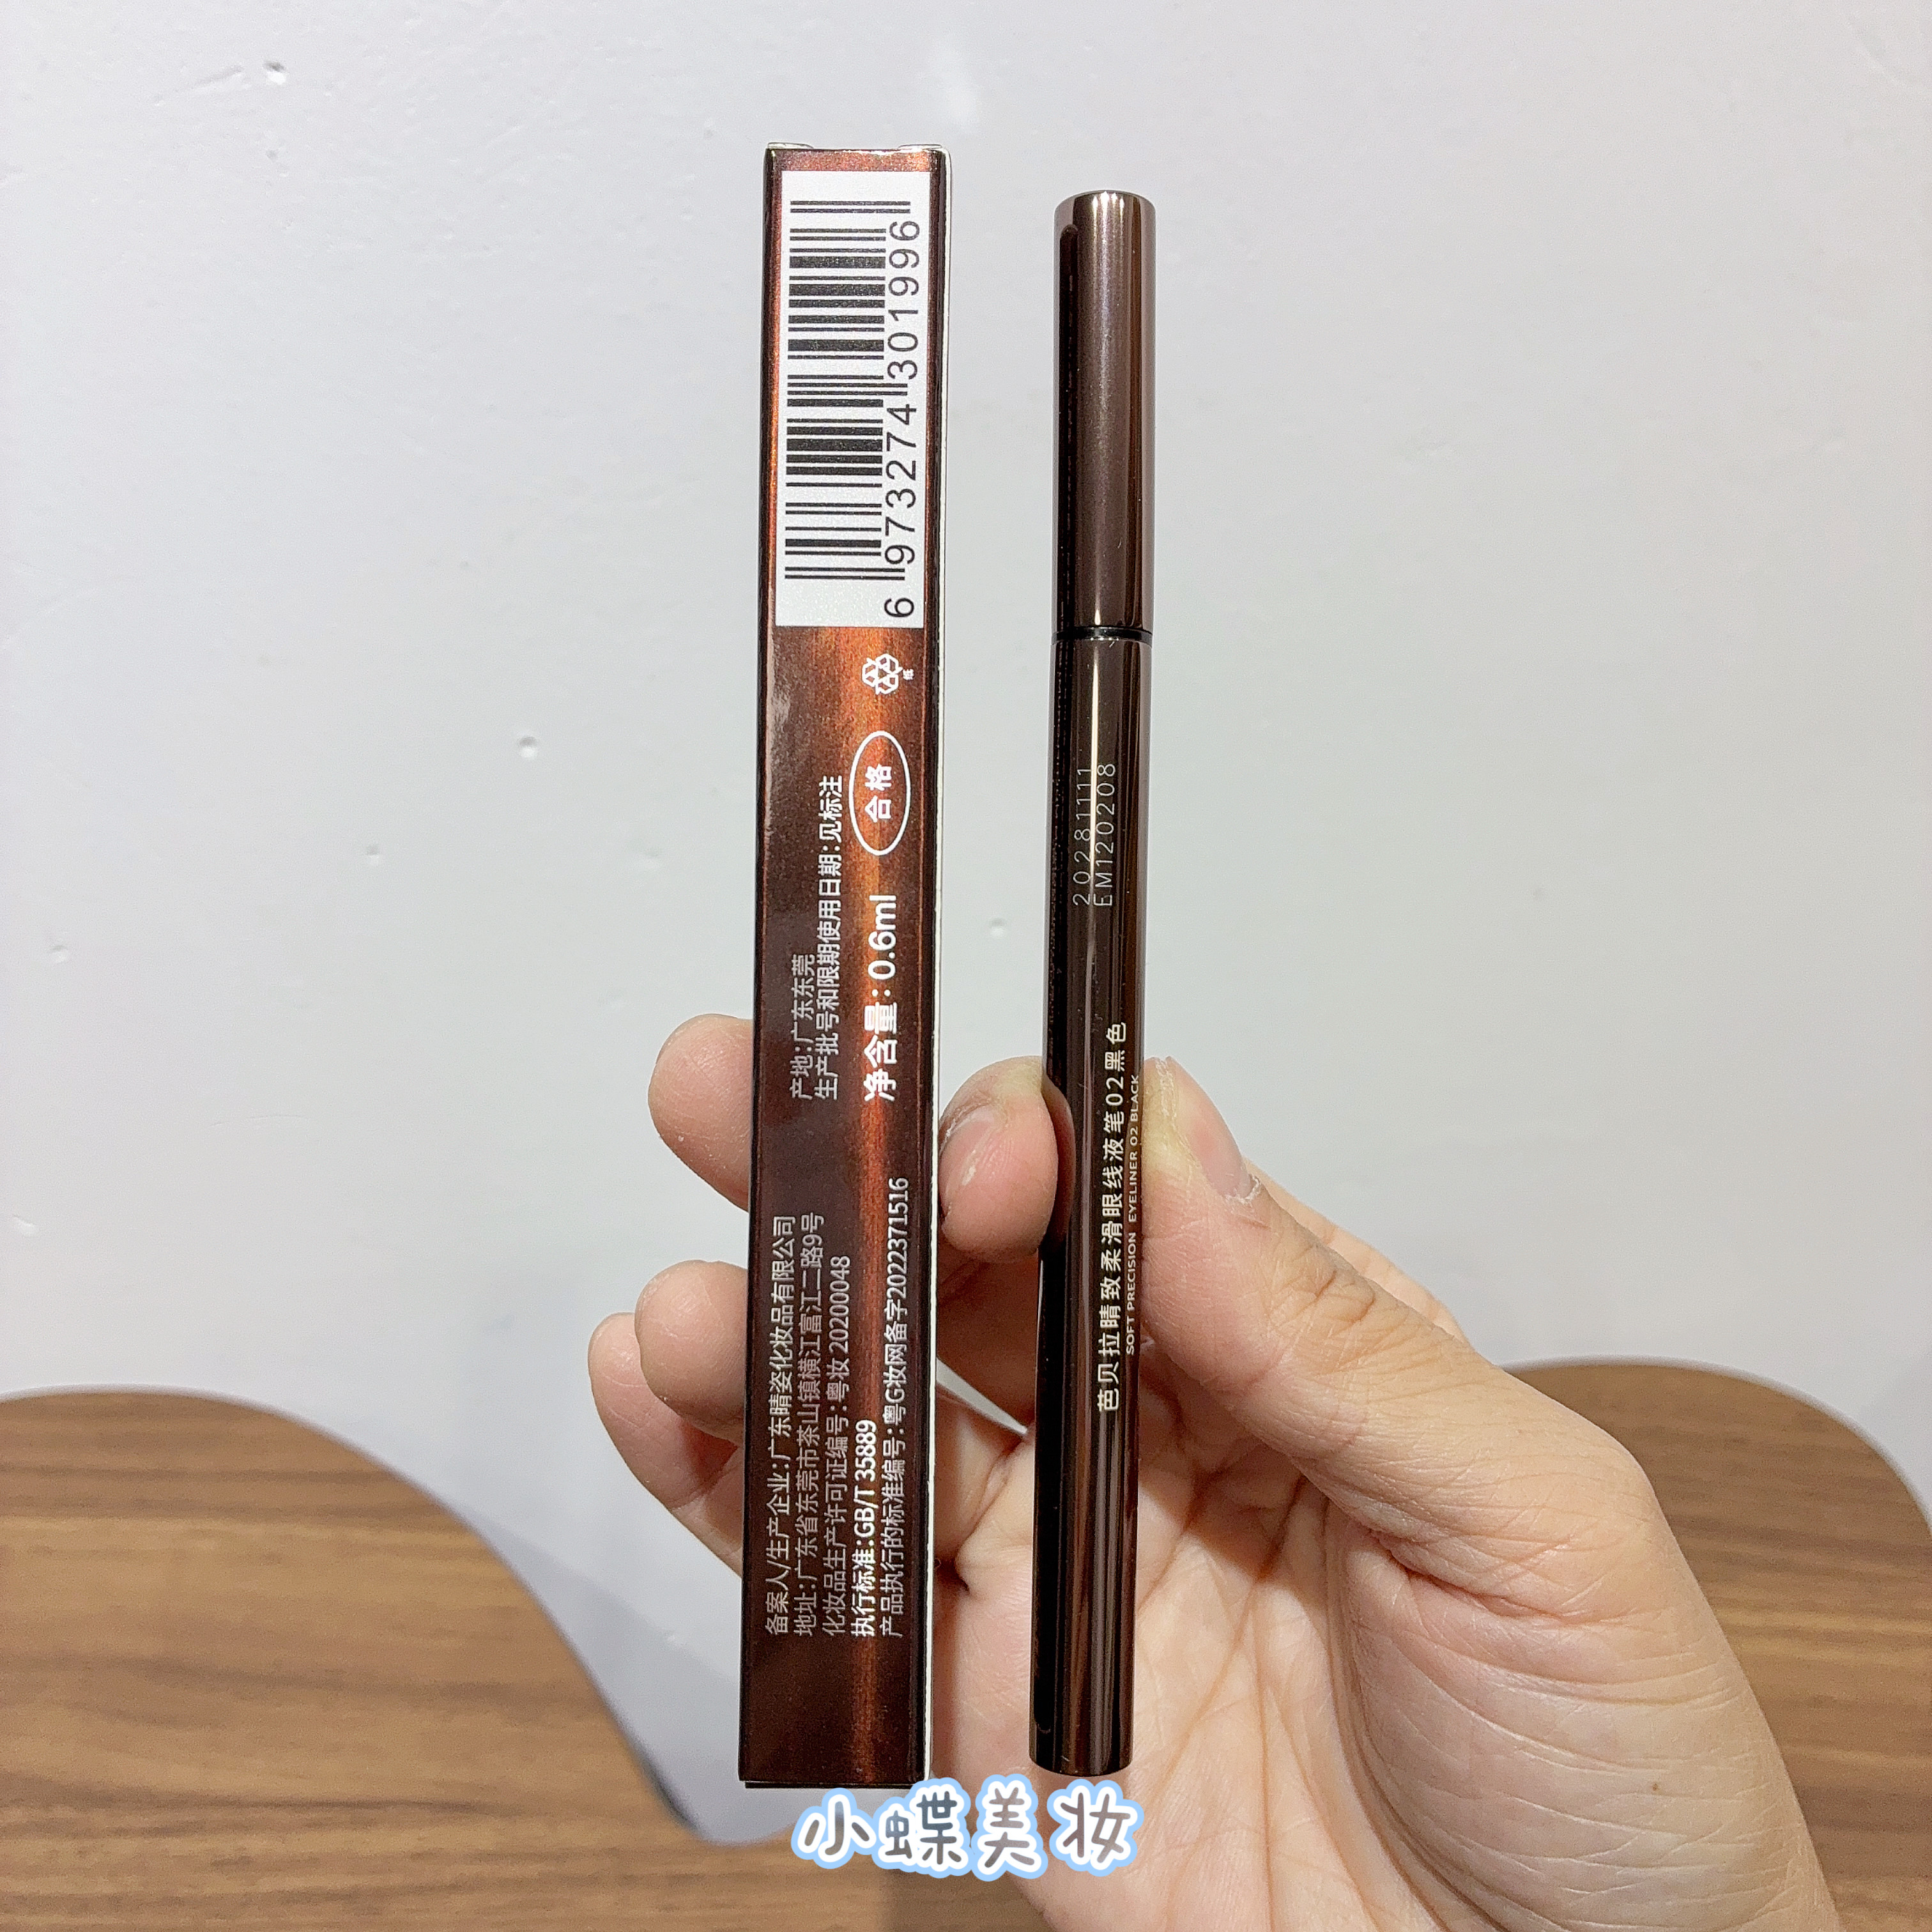 6 973274 301996
纸
合格
产地:广东东莞
生产批号和限期使用日期:见标注
净含量: 0.6ml
备案人/生产企业:广东晴姿化妆品有限公司
地址:广东省东莞市茶山镇横江富江二路9号
化妆品生产许可证编号:粤妆 20200048
执行标准:GB/T 35889
产品执行的标准编号:粤G妆网备字2022371516
20281111
EM120208
芭贝拉睛致柔滑眼线液笔02黑色
SOFT PRECISION EYELINER 02 BLACK
小蝶美妆